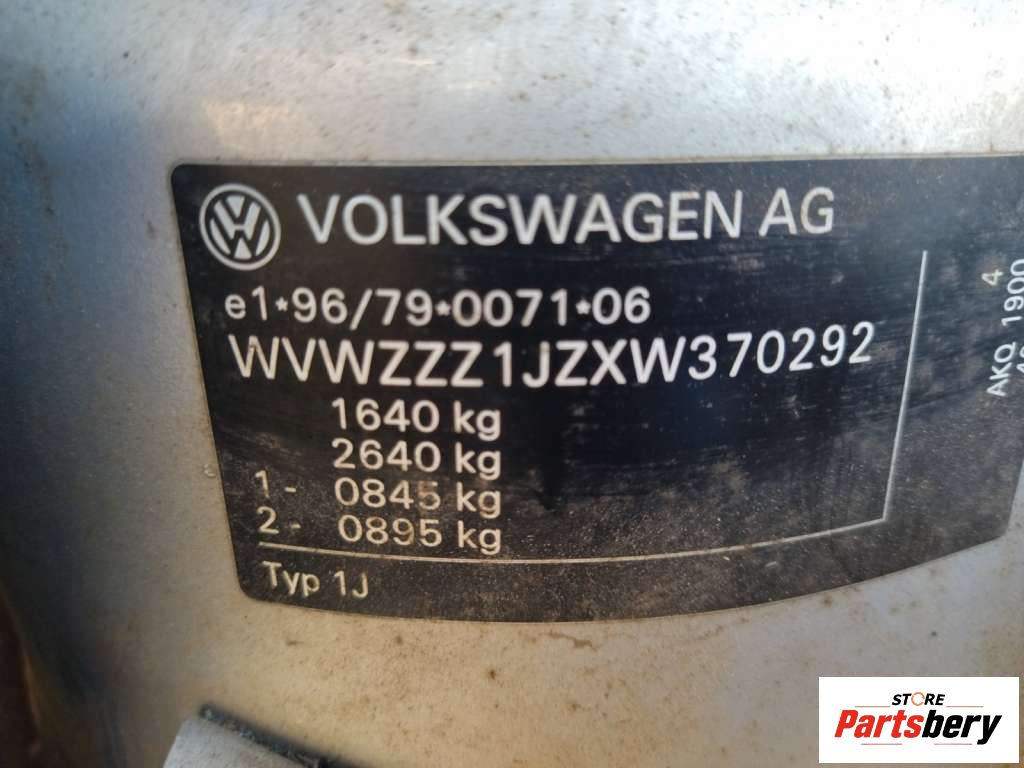 VOLKSWAGEN AG
e1*96/79*0071*06
WVWZZZ1JZXW370292
1640 kg
2640 kg
1- 0845 kg
2- 0895 kg
Typ 1J
4
AKQ 1900
STORE
Partsbery